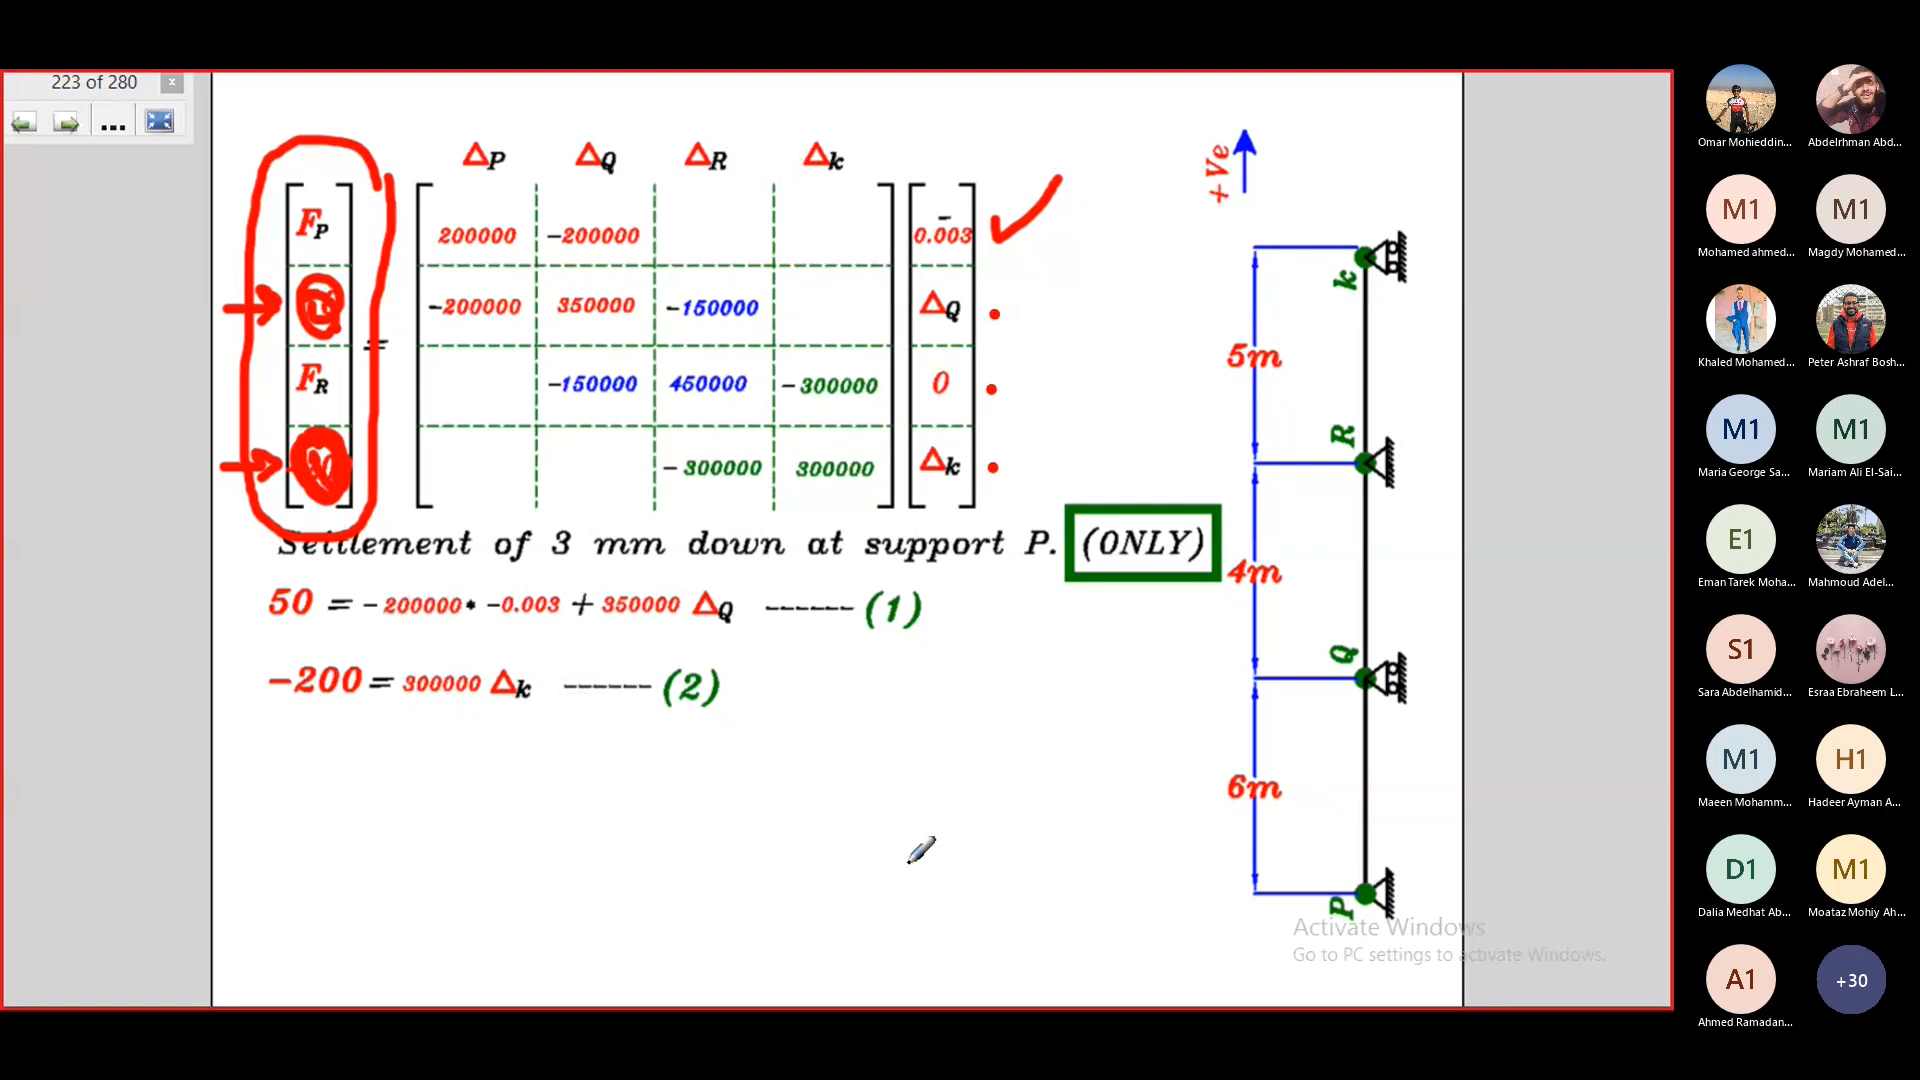 223 of 280
x
...
ΔP ΔQ ΔR Δk
FP 200000 -200000 - 0.003
-200000 350000 -150000 ΔQ
=
FR -150000 450000 -300000 0
-300000 300000 Δk
Settlement of 3 mm down at support P. (ONLY)
50 = -200000* -0.003 + 350000 ΔQ ------ (1)
-200 = 300000 Δk ------ (2)
+Ve
k
5m
R
4m
Q
6m
P
Activate Windows
Go to PC settings to activate Windows.
Omar Mohieddin... Abdelrhman Abd...
M1 M1
Mohamed ahmed... Magdy Mohamed...
Khaled Mohamed... Peter Ashraf Bosh...
M1 M1
Maria George Sa... Mariam Ali El-Sai...
E1
Eman Tarek Moha... Mahmoud Adel...
S1
Sara Abdelhamid... Esraa Ebraheem L...
M1 H1
Maeen Mohamm... Hadeer Ayman A...
D1 M1
Dalia Medhat Ab... Moataz Mohiy Ah...
A1 +30
Ahmed Ramadan...